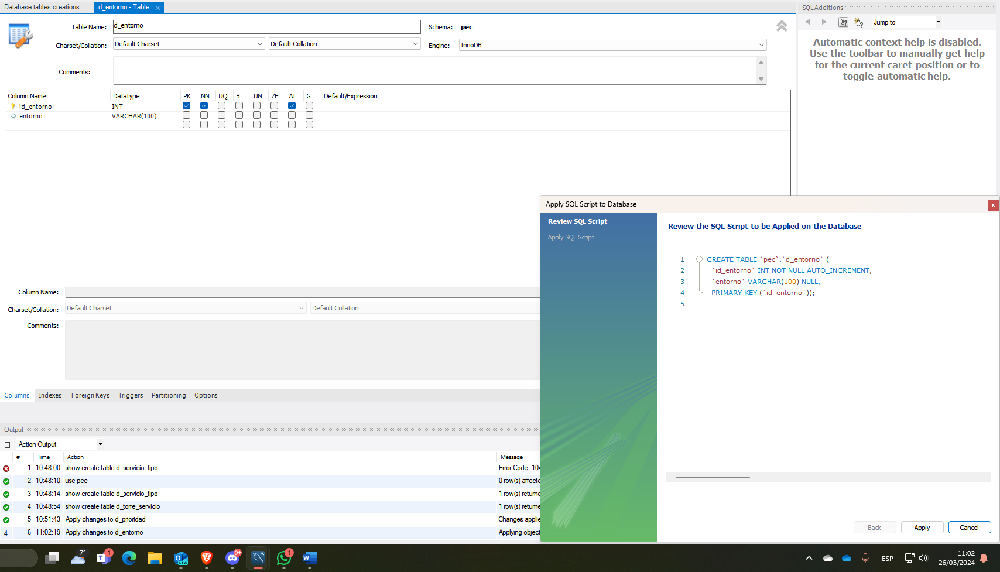 Database tables creations
d_entorno - Table
SQLAdditions
Table Name:
d_entorno
Schema:
pec
Jump to
Charset/Collation:
Default Charset
Default Collation
Engine:
InnoDB
Automatic context help is disabled.
Use the toolbar to manually get help
for the current caret position or to
toggle automatic help.
Comments:
Column Name Datatype PK NN UQ B UN ZF AI G Default/Expression
id_entorno INT
entorno VARCHAR(100)
Apply SQL Script to Database
Review SQL Script
Apply SQL Script
Review the SQL Script to be Applied on the Database
1 CREATE TABLE `pec`.`d_entorno` (
2 `id_entorno` INT NOT NULL AUTO_INCREMENT,
3 `entorno` VARCHAR(100) NULL,
4 PRIMARY KEY (`id_entorno`));
5
Back
Apply
Cancel
Column Name:
Charset/Collation:
Default Charset
Default Collation
Comments:
Columns Indexes Foreign Keys Triggers Partitioning Options
Output
Action Output
# Time Action Message
1 10:48:00 show create table d_servicio_tipo Error Code: 104
2 10:48:10 use pec 0 row(s) affecte
3 10:48:14 show create table d_servicio_tipo 1 row(s) returne
4 10:48:54 show create table d_torre_servicio 1 row(s) returne
5 10:51:43 Apply changes to d_prioridad Changes applie
4 6 11:02:19 Apply changes to d_entorno Applying object
7°
1
NEW
9+
1
ESP
11:02
26/03/2024